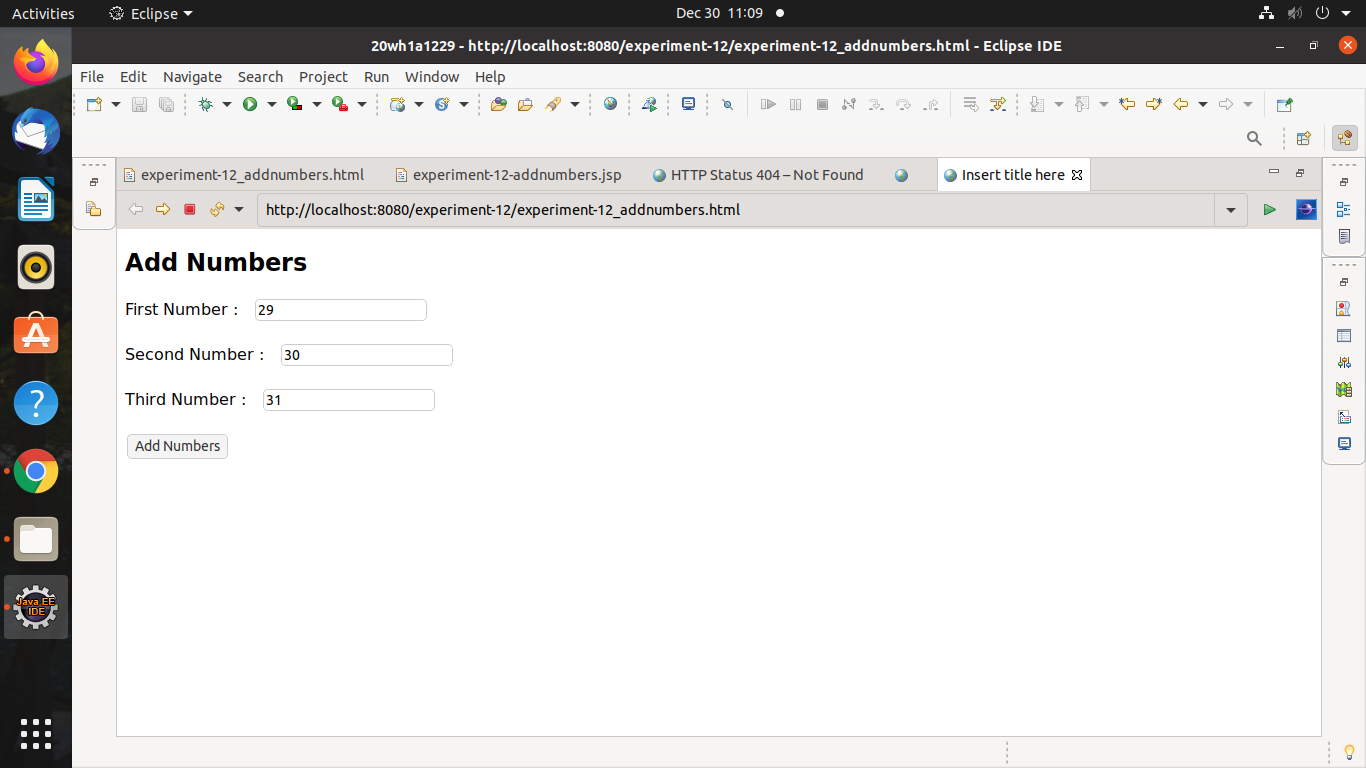 Activities Eclipse Dec 30 11:09
20wh1a1229 - http://localhost:8080/experiment-12/experiment-12_addnumbers.html - Eclipse IDE
File Edit Navigate Search Project Run Window Help
experiment-12_addnumbers.html experiment-12-addnumbers.jsp HTTP Status 404 – Not Found Insert title here
http://localhost:8080/experiment-12/experiment-12_addnumbers.html
Add Numbers
First Number : 29
Second Number : 30
Third Number : 31
Add Numbers
Java EE
IDE